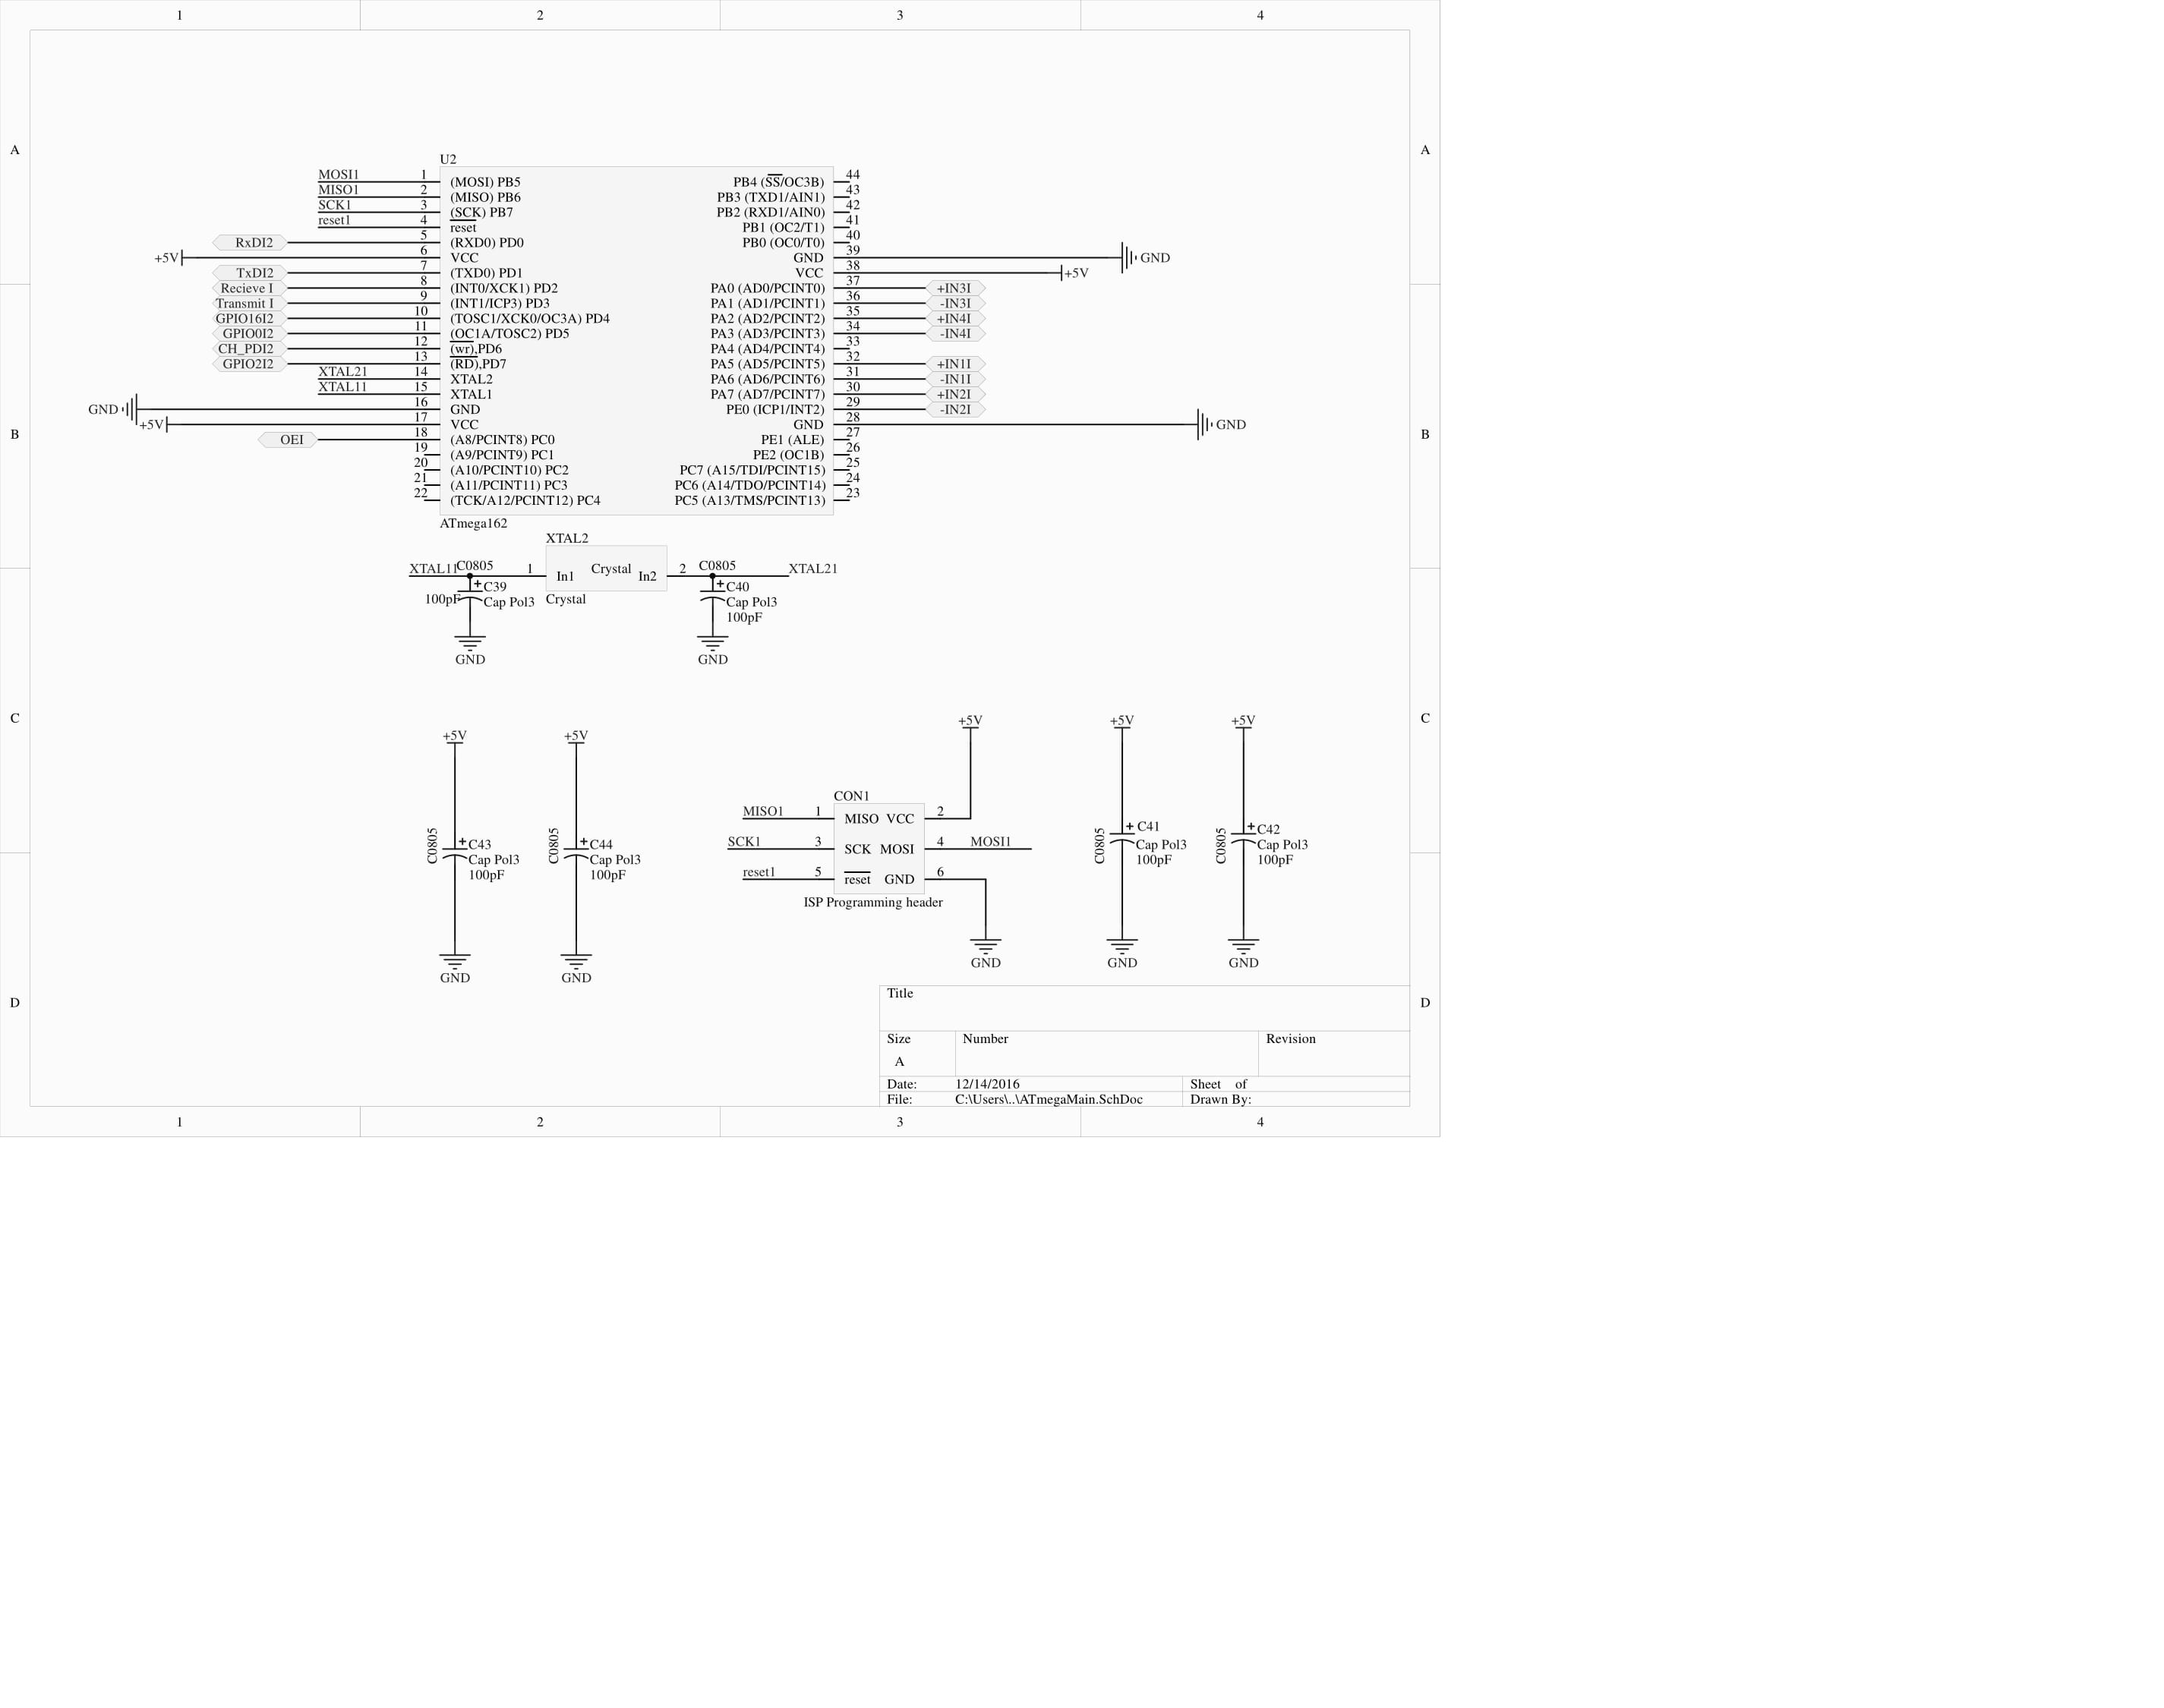 1 2 3 4
A A
U2
MOSI1 1 (MOSI) PB5 PB4 (SS/OC3B) 44
MISO1 2 (MISO) PB6 PB3 (TXD1/AIN1) 43
SCK1 3 (SCK) PB7 PB2 (RXD1/AIN0) 42
reset1 4 reset PB1 (OC2/T1) 41
RxDI2 5 (RXD0) PD0 PB0 (OC0/T0) 40
+5V 6 VCC GND 39 GND
TxDI2 7 (TXD0) PD1 VCC 38 +5V
Recieve I 8 (INT0/XCK1) PD2 PA0 (AD0/PCINT0) 37 +IN3I
Transmit I 9 (INT1/ICP3) PD3 PA1 (AD1/PCINT1) 36 -IN3I
GPIO16I2 10 (TOSC1/XCK0/OC3A) PD4 PA2 (AD2/PCINT2) 35 +IN4I
GPIO0I2 11 (OC1A/TOSC2) PD5 PA3 (AD3/PCINT3) 34 -IN4I
CH_PDI2 12 (wr),PD6 PA4 (AD4/PCINT4) 33
GPIO2I2 13 (RD),PD7 PA5 (AD5/PCINT5) 32 +IN1I
XTAL21 14 XTAL2 PA6 (AD6/PCINT6) 31 -IN1I
XTAL11 15 XTAL1 PA7 (AD7/PCINT7) 30 +IN2I
GND 16 GND PE0 (ICP1/INT2) 29 -IN2I
+5V 17 VCC GND 28 GND
B B
OEI 18 (A8/PCINT8) PC0 PE1 (ALE) 27
19 (A9/PCINT9) PC1 PE2 (OC1B) 26
20 (A10/PCINT10) PC2 PC7 (A15/TDI/PCINT15) 25
21 (A11/PCINT11) PC3 PC6 (A14/TDO/PCINT14) 24
22 (TCK/A12/PCINT12) PC4 PC5 (A13/TMS/PCINT13) 23
ATmega162
XTAL2
XTAL11 C0805 1 In1 Crystal In2 2 C0805 XTAL21
+ C39 + C40
100pF Cap Pol3 Crystal Cap Pol3
100pF
GND GND
C C
+5V +5V +5V +5V +5V
CON1
MISO1 1 MISO VCC 2
SCK1 3 SCK MOSI 4 MOSI1
reset1 5 reset GND 6
ISP Programming header
C0805 + C43
Cap Pol3
100pF
C0805 + C44
Cap Pol3
100pF
C0805 + C41
Cap Pol3
100pF
C0805 + C42
Cap Pol3
100pF
GND GND GND GND GND
D D
Title
Size Number Revision
A
Date: 12/14/2016 Sheet of
File: C:\Users\..\ATmegaMain.SchDoc Drawn By:
1 2 3 4